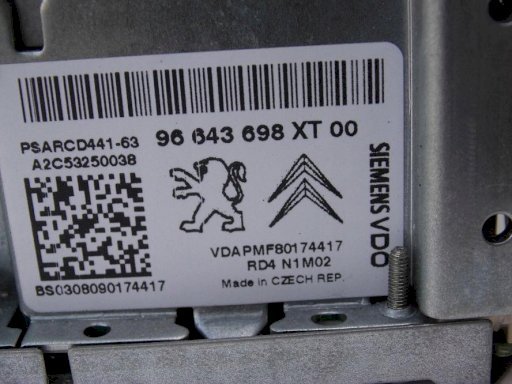 PSARCD441-63
A2C53250038
96 643 698 XT 00
BS0308090174417
VDAPMF80174417
RD4 N1M02
Made in CZECH REP.
SIEMENS VDO